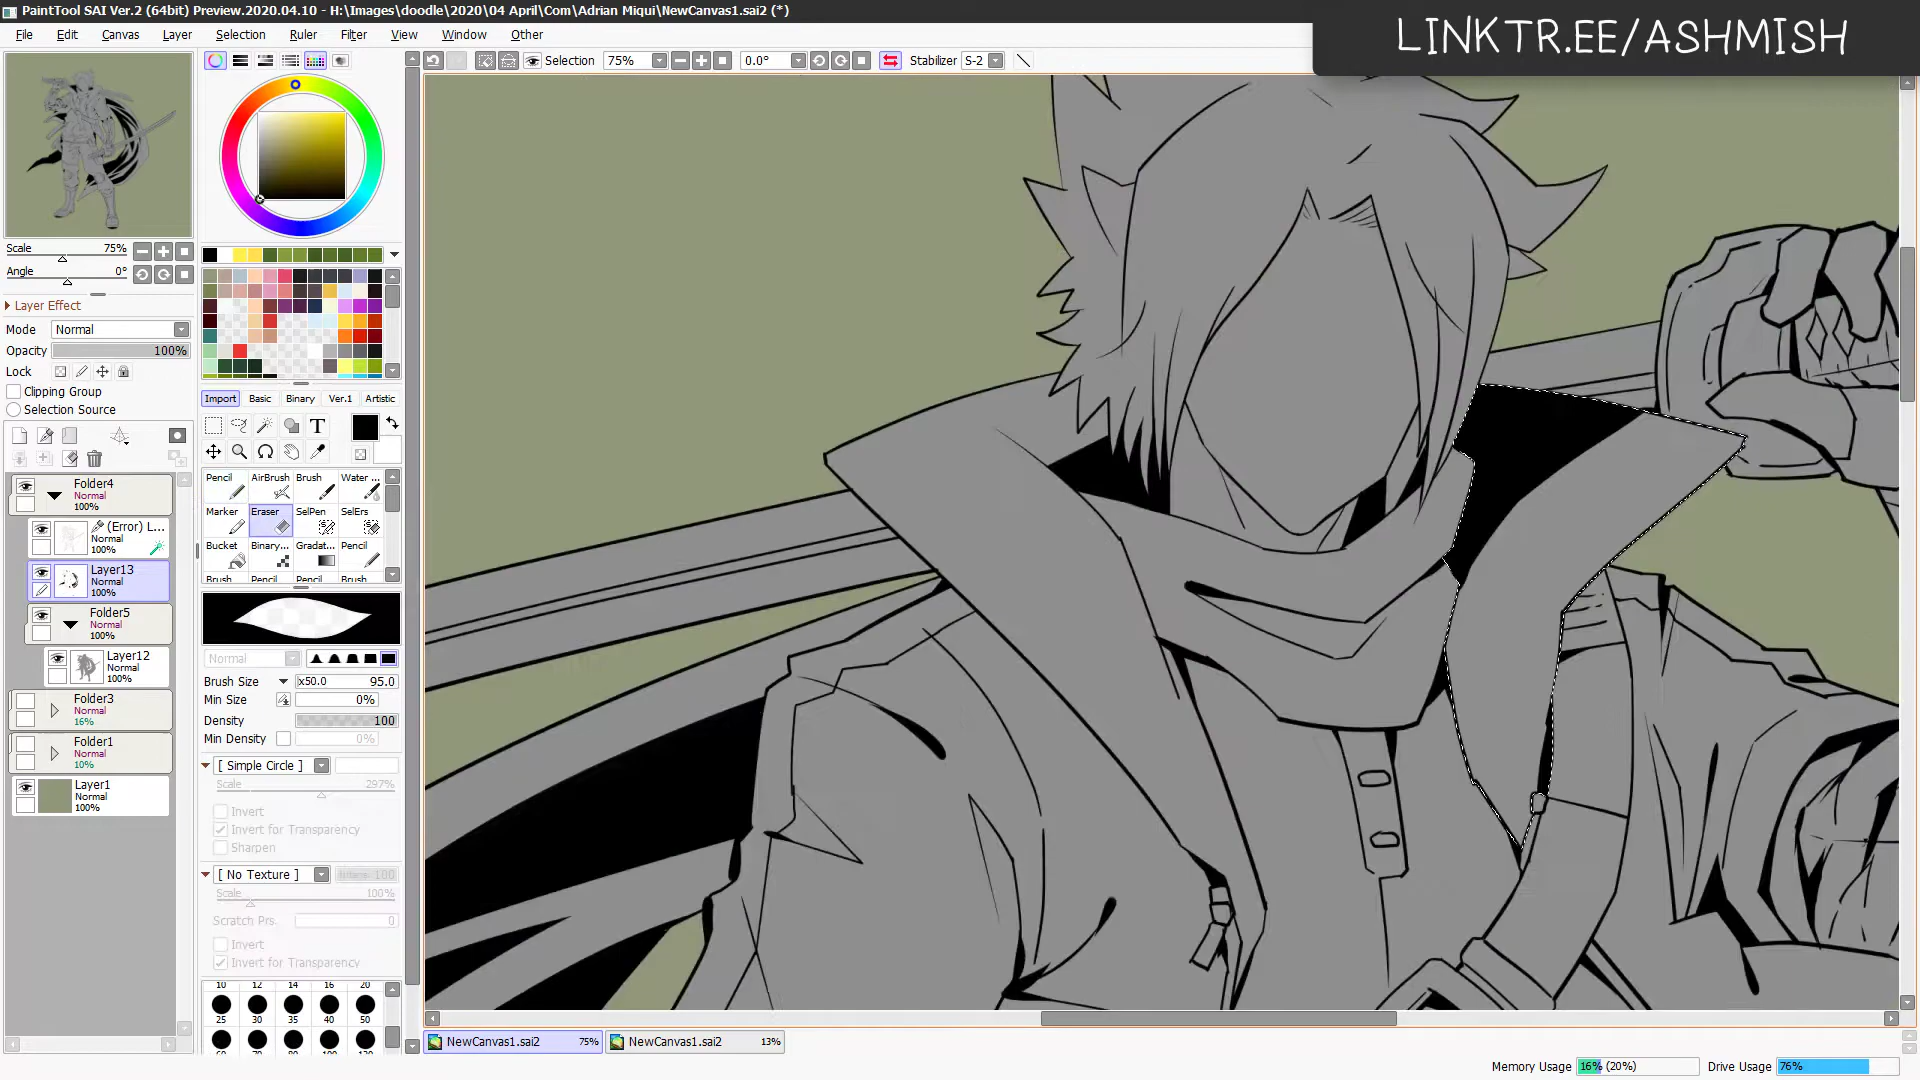 PaintTool SAI Ver.2 (64bit) Preview.2020.04.10 - H:\Images\doodle\2020\04 April\Com\Adrian Miqui\NewCanvas1.sai2 (*)
LINKTR.EE/ASHMISH
File Edit Canvas Layer Selection Ruler Filter View Window Other
Selection 75% 0.0° Stabilizer S-2
Scale 75%
Angle 0°
Layer Effect
Mode Normal
Opacity 100%
Lock
Clipping Group
Selection Source
Folder4
Normal
100%
(Error) L...
Normal
100%
Layer13
Normal
100%
Folder5
Normal
100%
Layer12
Normal
100%
Folder3
Normal
16%
Folder1
Normal
10%
Layer1
Normal
100%
Import Basic Binary Ver.1 Artistic
T
Pencil AirBrush Brush Water ...
Marker Eraser SelPen SelErs
Bucket Binary... Gradat... Pencil
Brush Pencil Pencil Brush
Normal
Brush Size x50.0 95.0
Min Size 0%
Density 100
Min Density 0%
[ Simple Circle ]
Scale 297%
Invert
Invert for Transparency
Sharpen
[ No Texture ] 100
Scale 100%
Scratch Prs. 0
Invert
Invert for Transparency
10 12 14 16 20
25 30 35 40 50
NewCanvas1.sai2 75% NewCanvas1.sai2 13%
Memory Usage 16% (20%) Drive Usage 76%